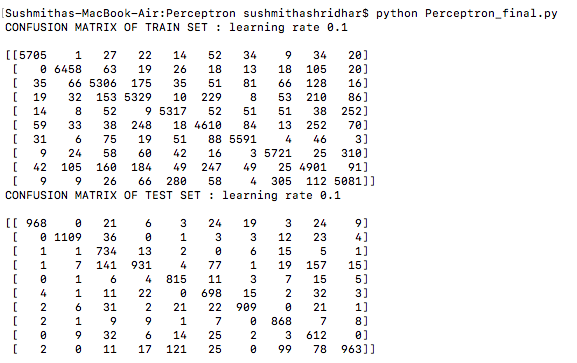 [Sushmithas-MacBook-Air:Perceptron sushmithashridhar$ python Perceptron_final.py
CONFUSION MATRIX OF TRAIN SET : learning rate 0.1
[[5705 1 27 22 14 52 34 9 34 20]
[ 0 6458 63 19 26 18 13 18 105 20]
[ 35 66 5306 175 35 51 81 66 128 16]
[ 19 32 153 5329 10 229 8 53 210 86]
[ 14 8 52 9 5317 52 51 51 38 252]
[ 59 33 38 248 18 4610 84 13 252 70]
[ 31 6 75 19 51 88 5591 4 46 3]
[ 9 24 58 60 42 16 3 5721 25 310]
[ 42 105 160 184 49 247 49 25 4901 91]
[ 9 9 26 66 280 58 4 305 112 5081]]
CONFUSION MATRIX OF TEST SET : learning rate 0.1
[[ 968 0 21 6 3 24 19 3 24 9]
[ 0 1109 36 0 1 3 3 12 23 4]
[ 1 1 734 13 2 0 6 15 5 1]
[ 1 7 141 931 4 77 1 19 157 15]
[ 0 1 6 4 815 11 3 7 15 5]
[ 4 1 11 22 0 698 15 2 32 3]
[ 2 6 31 2 21 22 909 0 21 1]
[ 2 1 9 9 1 7 0 868 7 8]
[ 0 9 32 6 14 25 2 3 612 0]
[ 2 0 11 17 121 25 0 99 78 963]]